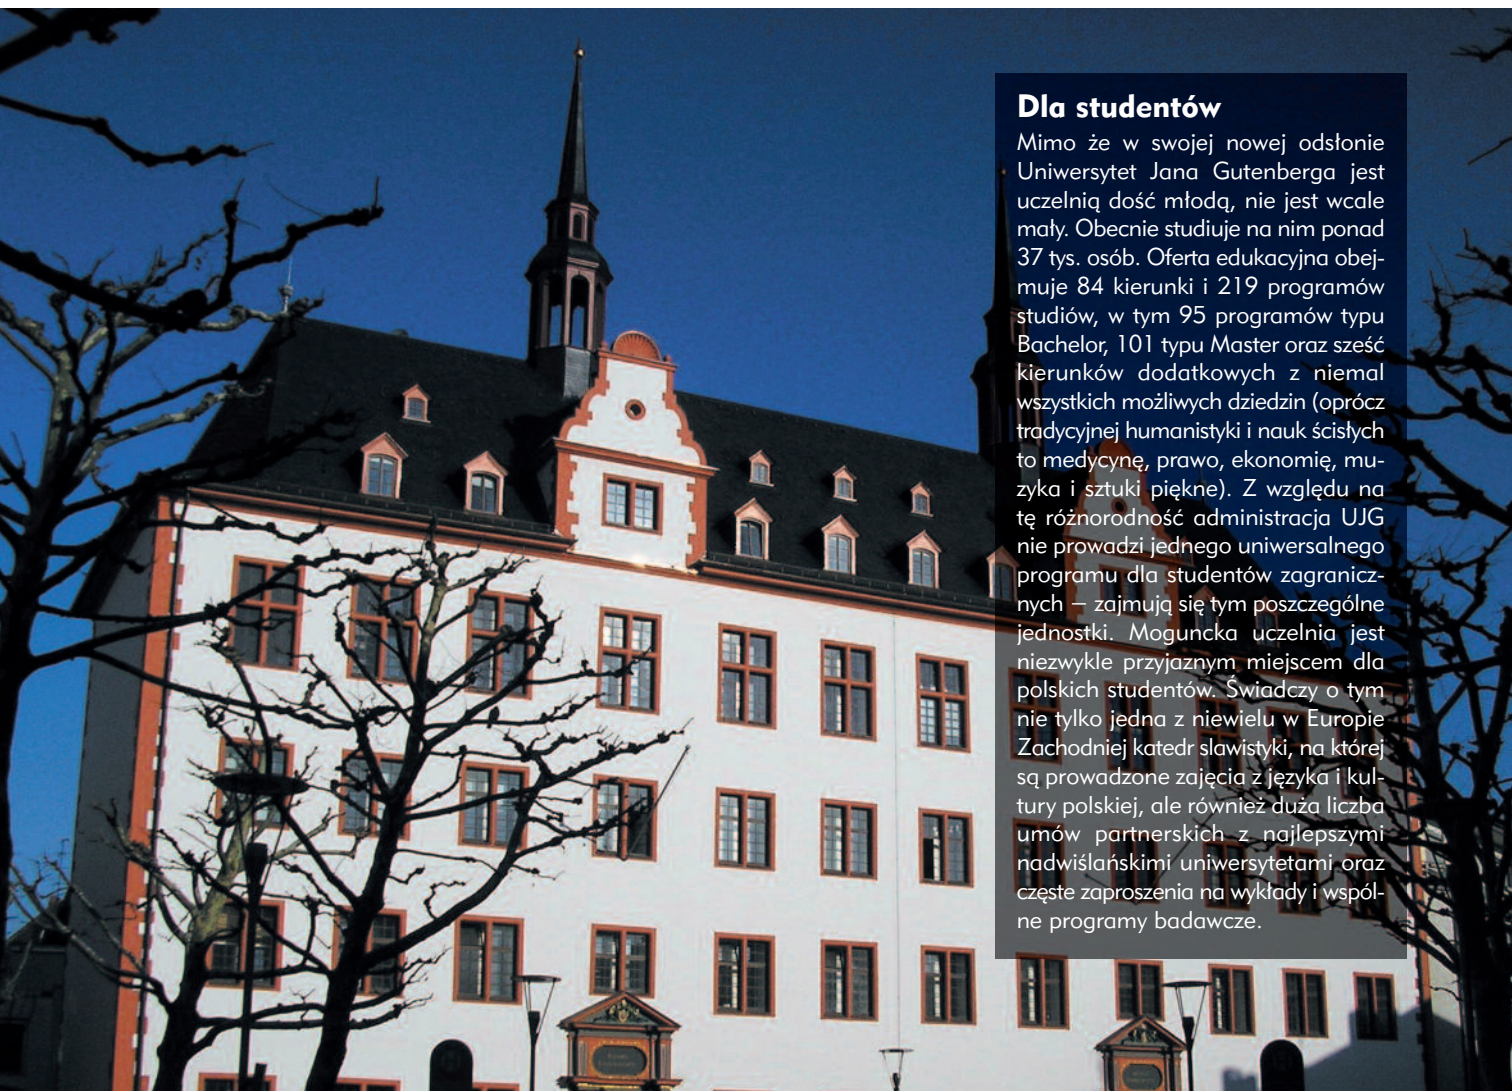 Dla studentów
Mimo że w swojej nowej odsłonie
Uniwersytet Jana Gutenberga jest
uczelnią dość młodą, nie jest wcale
mały. Obecnie studiuje na nim ponad
37 tys. osób. Oferta edukacyjna obej-
muje 84 kierunki i 219 programów
studiów, w tym 95 programów typu
Bachelor, 101 typu Master oraz sześć
kierunków dodatkowych z niemal
wszystkich możliwych dziedzin (oprócz
tradycyjnej humanistyki i nauk ścisłych
to medycynę, prawo, ekonomię, mu-
zyka i sztuki piękne). Z względu na
tę różnorodność administracja UJG
nie prowadzi jednego uniwersalnego
programu dla studentów zagranicz-
nych – zajmują się tym poszczególne
jednostki. Moguncka uczelnia jest
niezwykle przyjaznym miejscem dla
polskich studentów. Świadczy o tym
nie tylko jedna z niewielu w Europie
Zachodniej katedr slawistyki, na której
są prowadzone zajęcia z języka i kul-
tury polskiej, ale również duża liczba
umów partnerskich z najlepszymi
nadwiślańskimi uniwersytetami oraz
częste zaproszenia na wykłady i wspól-
ne programy badawcze.